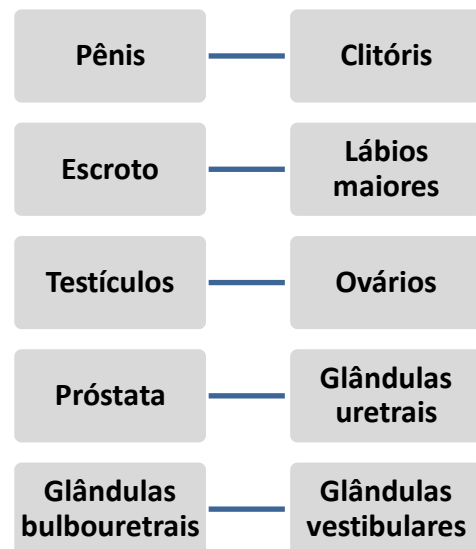 Pênis
Clitóris
Escroto
Lábios
maiores
Testículos
Ovários
Próstata
Glândulas
uretrais
Glândulas
bulbouretrais
Glândulas
vestibulares